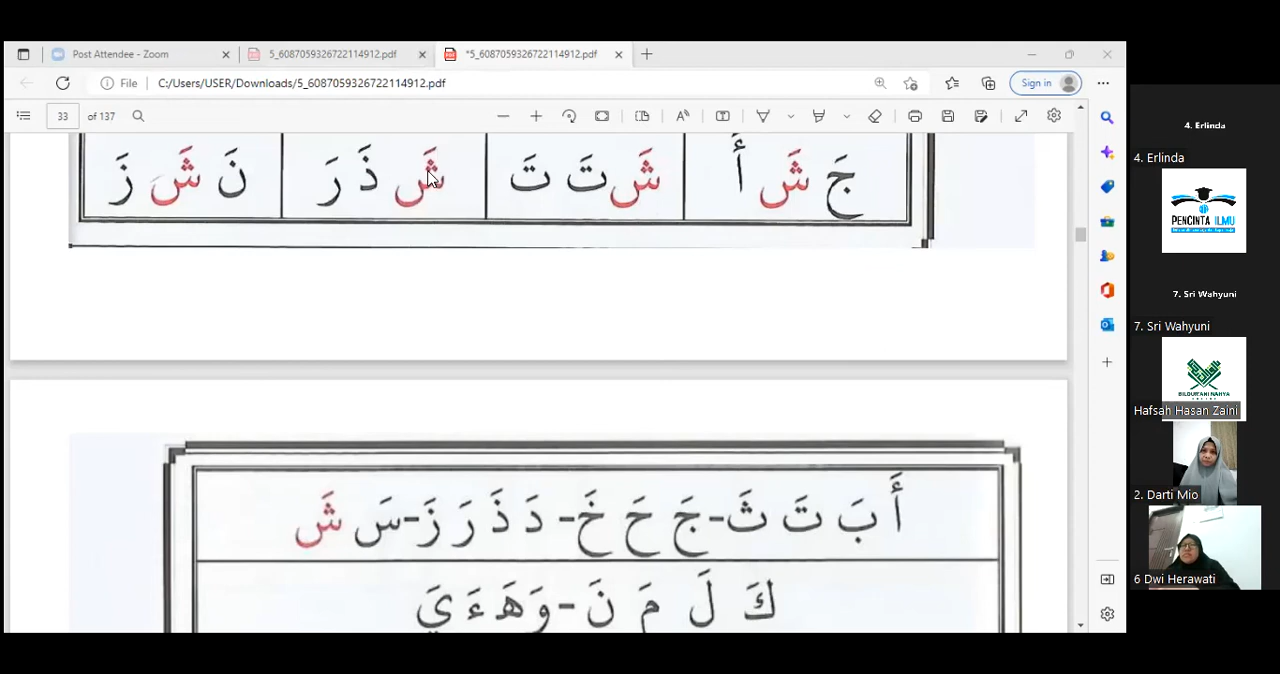 Post Attendee - Zoom
5_6087059326722114912.pdf
*5_6087059326722114912.pdf
File C:/Users/USER/Downloads/5_6087059326722114912.pdf
Sign in
33 of 137
جَ شَ أَ
شَ تَ تَ
شَ ذَ رَ
نَ شَ زَ
أَ بَ تَ ثَ-جَ حَ خَ- دَ ذَ رَ زَ-سَ شَ
كَ لَ مَ نَ-وَ هَ ءَ يَ
4. Erlinda
4. Erlinda
PENCINTA ILMU
7. Sri Wahyuni
7. Sri Wahyuni
Hafsah Hasan Zaini
2. Darti Mio
6 Dwi Herawati